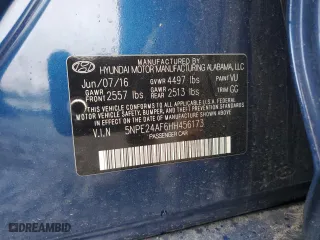 MANUFACTURED BY
HYUNDAI MOTOR MANUFACTURING ALABAMA, LLC
Jun/07/16 GVWR 4497 lbs PAINT VU
GAWR FRONT 2557 lbs GAWR REAR 2513 lbs TRIM GG
THIS VEHICLE CONFORMS TO ALL APPLICABLE FEDERAL
MOTOR VEHICLE SAFETY, BUMPER, AND THEFT PREVENTION
STANDARDS IN EFFECT ON THE DATE OF MANUFACTURE
SHOWN ABOVE.
V.I.N 5NPE24AF6HH456173
PASSENGER CAR